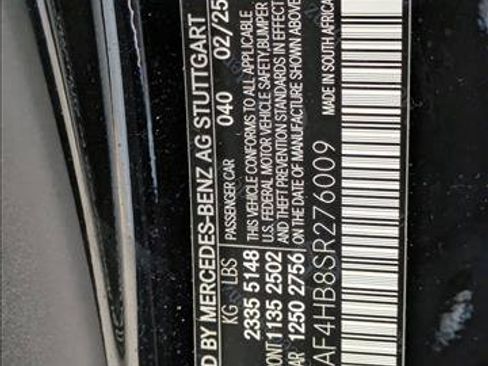 D BY MERCEDES-BENZ AG STUTTGART
KG LBS PASSENGER CAR 040 02/25
2335 5148 THIS VEHICLE CONFORMS TO ALL APPLICABLE
ONT 1135 2502 U.S. FEDERAL MOTOR VEHICLE SAFETY, BUMPER
AR 1250 2756 AND THEFT PREVENTION STANDARDS IN EFFECT
ON THE DATE OF MANUFACTURE SHOWN ABOVE
AF4HB8SR276009 MADE IN SOUTH AFRICA